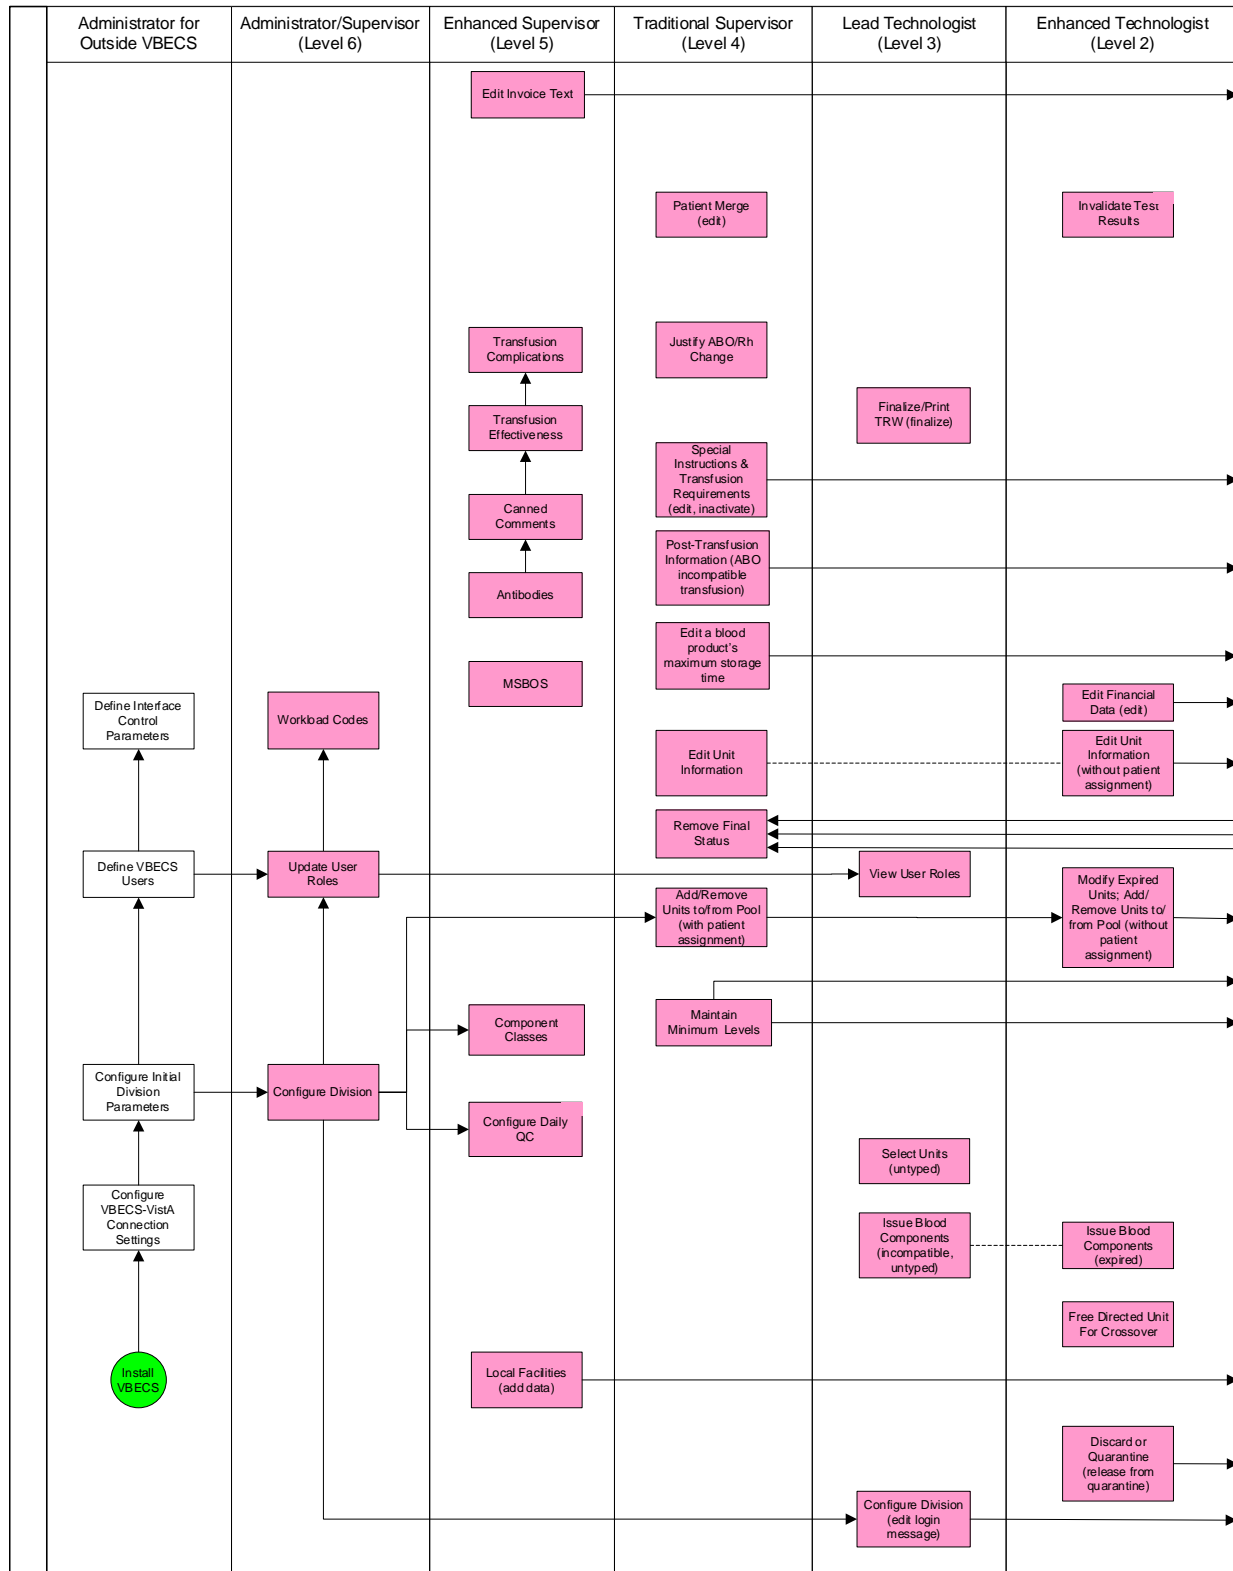 Administrator for
Outside VBECS
Administrator/Supervisor
(Level 6)
Enhanced Supervisor
(Level 5)
Traditional Supervisor
(Level 4)
Lead Technologist
(Level 3)
Enhanced Technologist
(Level 2)
Edit Invoice Text
Patient Merge
(edit)
Invalidate Test
Results
Transfusion
Complications
Justify ABO/Rh
Change
Transfusion
Effectiveness
Finalize/Print
TRW (finalize)
Special
Instructions &
Transfusion
Requirements
(edit, inactivate)
Canned
Comments
Post-Transfusion
Information (ABO
incompatible
transfusion)
Antibodies
Edit a blood
product's
maximum storage
time
MSBOS
Define Interface
Control
Parameters
Workload Codes
Edit Financial
Data (edit)
Edit Unit
Information
Edit Unit
Information
(without patient
assignment)
Remove Final
Status
Define VBECS
Users
Update User
Roles
View User Roles
Add/Remove
Units to/from Pool
(with patient
assignment)
Modify Expired
Units; Add/
Remove Units to/
from Pool (without
patient
assignment)
Component
Classes
Maintain
Minimum Levels
Configure Initial
Division
Parameters
Configure Division
Configure Daily
QC
Select Units
(untyped)
Configure
VBECS-VistA
Connection
Settings
Issue Blood
Components
(incompatible,
untyped)
Issue Blood
Components
(expired)
Free Directed Unit
For Crossover
Install
VBECS
Local Facilities
(add data)
Discard or
Quarantine
(release from
quarantine)
Configure Division
(edit login
message)